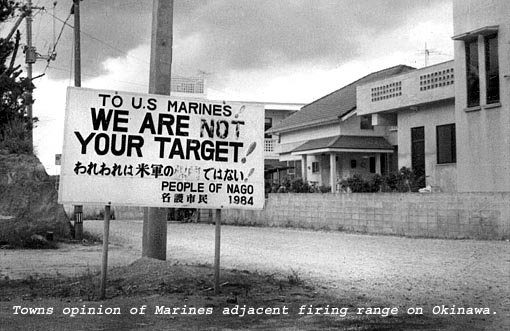 TO U.S MARINES!
WE ARE NOT
YOUR TARGET!
われわれは米軍の ではない!
PEOPLE OF NAGO
名護市民 1984
Towns opinion of Marines adjacent firing range on Okinawa.